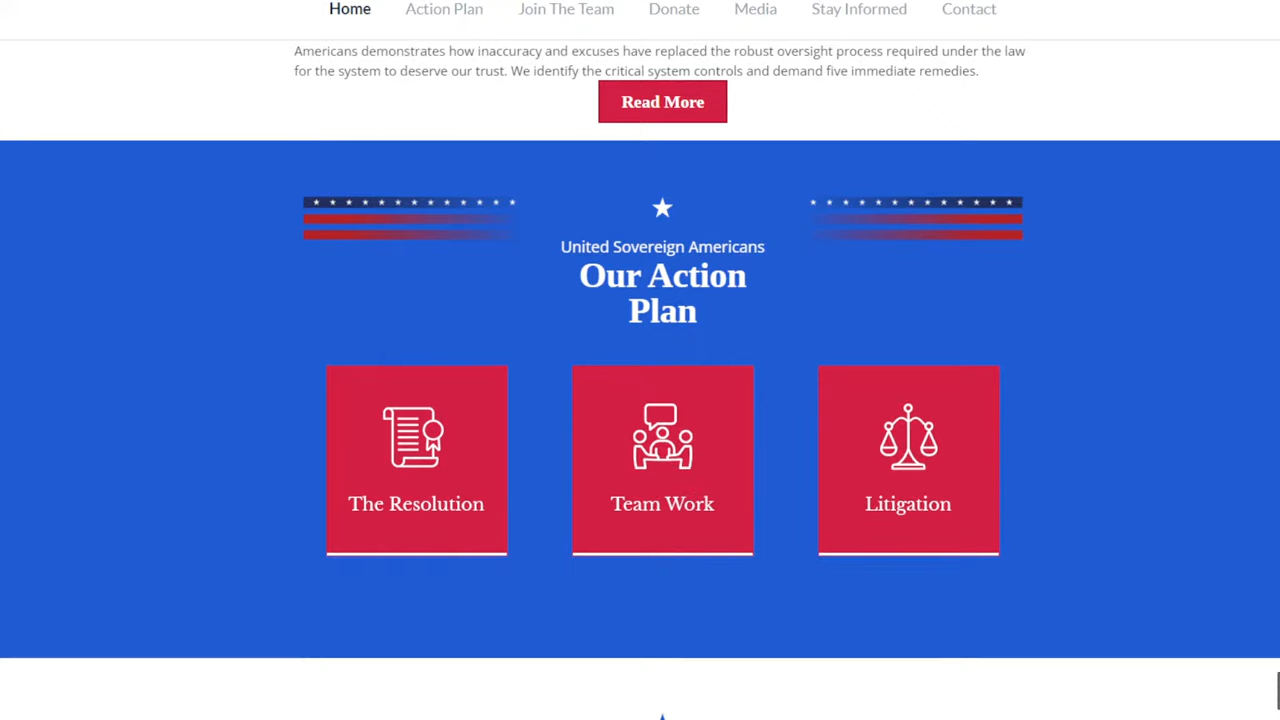 Home Action Plan Join The Team Donate Media Stay Informed Contact
Americans demonstrates how inaccuracy and excuses have replaced the robust oversight process required under the law
for the system to deserve our trust. We identify the critical system controls and demand five immediate remedies.
Read More
United Sovereign Americans
Our Action
Plan
The Resolution Team Work Litigation